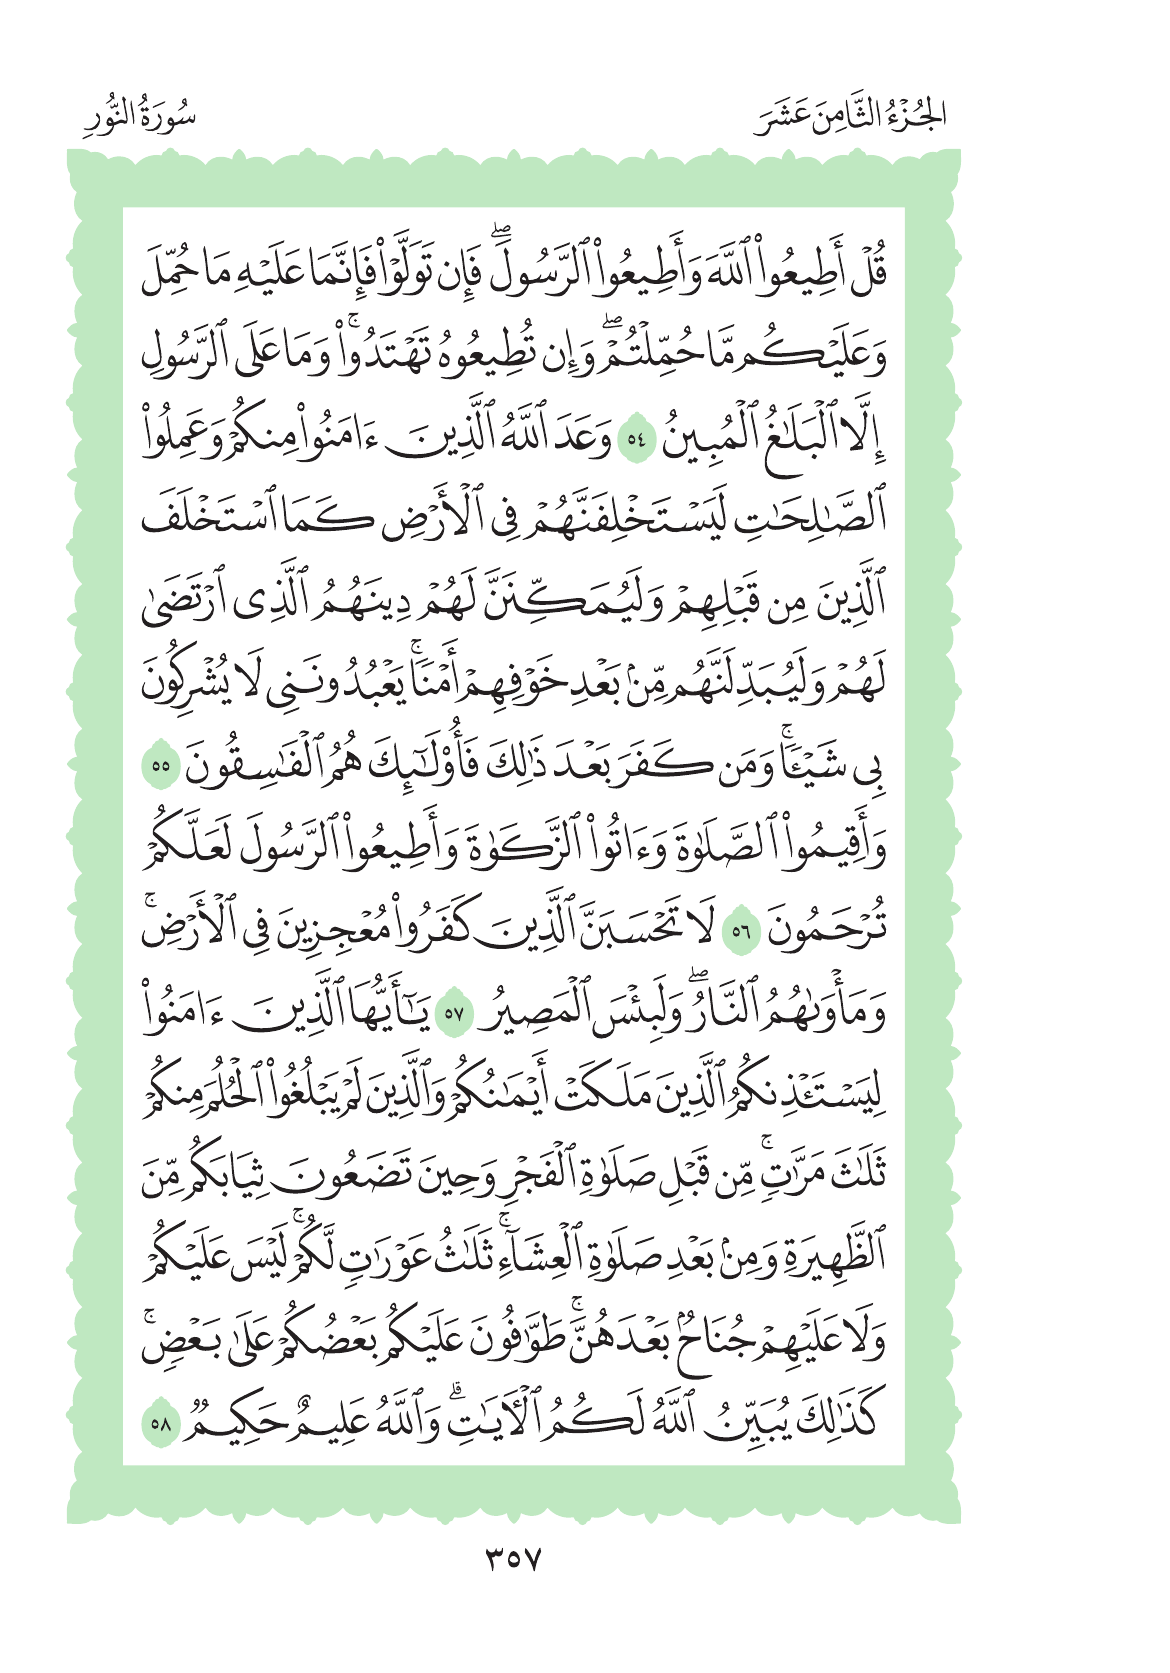 الجُزْءُ الثَّامِنَ عَشَرَ
سُورَةُ النُّورِ
قُلۡ أَطِيعُواْ ٱللَّهَ وَأَطِيعُواْ ٱلرَّسُولَۖ فَإِن تَوَلَّوۡاْ فَإِنَّمَا عَلَيۡهِ مَا حُمِّلَ
وَعَلَيۡكُم مَّا حُمِّلۡتُمۡۖ وَإِن تُطِيعُوهُ تَهۡتَدُواْۚ وَمَا عَلَى ٱلرَّسُولِ
إِلَّا ٱلۡبَلَٰغُ ٱلۡمُبِينُ ٥٤ وَعَدَ ٱللَّهُ ٱلَّذِينَ ءَامَنُواْ مِنكُمۡ وَعَمِلُواْ
ٱلصَّٰلِحَٰتِ لَيَسۡتَخۡلِفَنَّهُمۡ فِي ٱلۡأَرۡضِ كَمَا ٱسۡتَخۡلَفَ
ٱلَّذِينَ مِن قَبۡلِهِمۡ وَلَيُمَكِّنَنَّ لَهُمۡ دِينَهُمُ ٱلَّذِي ٱرۡتَضَىٰ
لَهُمۡ وَلَيُبَدِّلَنَّهُم مِّنۢ بَعۡدِ خَوۡفِهِمۡ أَمۡنٗاۚ يَعۡبُدُونَنِي لَا يُشۡرِكُونَ
بِي شَيۡـٔٗاۚ وَمَن كَفَرَ بَعۡدَ ذَٰلِكَ فَأُوْلَٰٓئِكَ هُمُ ٱلۡفَٰسِقُونَ ٥٥
وَأَقِيمُواْ ٱلصَّلَوٰةَ وَءَاتُواْ ٱلزَّكَوٰةَ وَأَطِيعُواْ ٱلرَّسُولَ لَعَلَّكُمۡ
تُرۡحَمُونَ ٥٦ لَا تَحۡسَبَنَّ ٱلَّذِينَ كَفَرُواْ مُعۡجِزِينَ فِي ٱلۡأَرۡضِۚ
وَمَأۡوَىٰهُمُ ٱلنَّارُۖ وَلَبِئۡسَ ٱلۡمَصِيرُ ٥٧ يَٰٓأَيُّهَا ٱلَّذِينَ ءَامَنُواْ
لِيَسۡتَـٔۡذِنكُمُ ٱلَّذِينَ مَلَكَتۡ أَيۡمَٰنُكُمۡ وَٱلَّذِينَ لَمۡ يَبۡلُغُواْ ٱلۡحُلُمَ مِنكُمۡ
ثَلَٰثَ مَرَّٰتٖۚ مِّن قَبۡلِ صَلَوٰةِ ٱلۡفَجۡرِ وَحِينَ تَضَعُونَ ثِيَابَكُم مِّنَ
ٱلظَّهِيرَةِ وَمِنۢ بَعۡدِ صَلَوٰةِ ٱلۡعِشَآءِۚ ثَلَٰثُ عَوۡرَٰتٖ لَّكُمۡۚ لَيۡسَ عَلَيۡكُمۡ
وَلَا عَلَيۡهِمۡ جُنَاحُۢ بَعۡدَهُنَّۚ طَوَّٰفُونَ عَلَيۡكُم بَعۡضُكُمۡ عَلَىٰ بَعۡضٖۚ
كَذَٰلِكَ يُبَيِّنُ ٱللَّهُ لَكُمُ ٱلۡأٓيَٰتِۗ وَٱللَّهُ عَلِيمٌ حَكِيمٞ ٥٨
٣٥٧